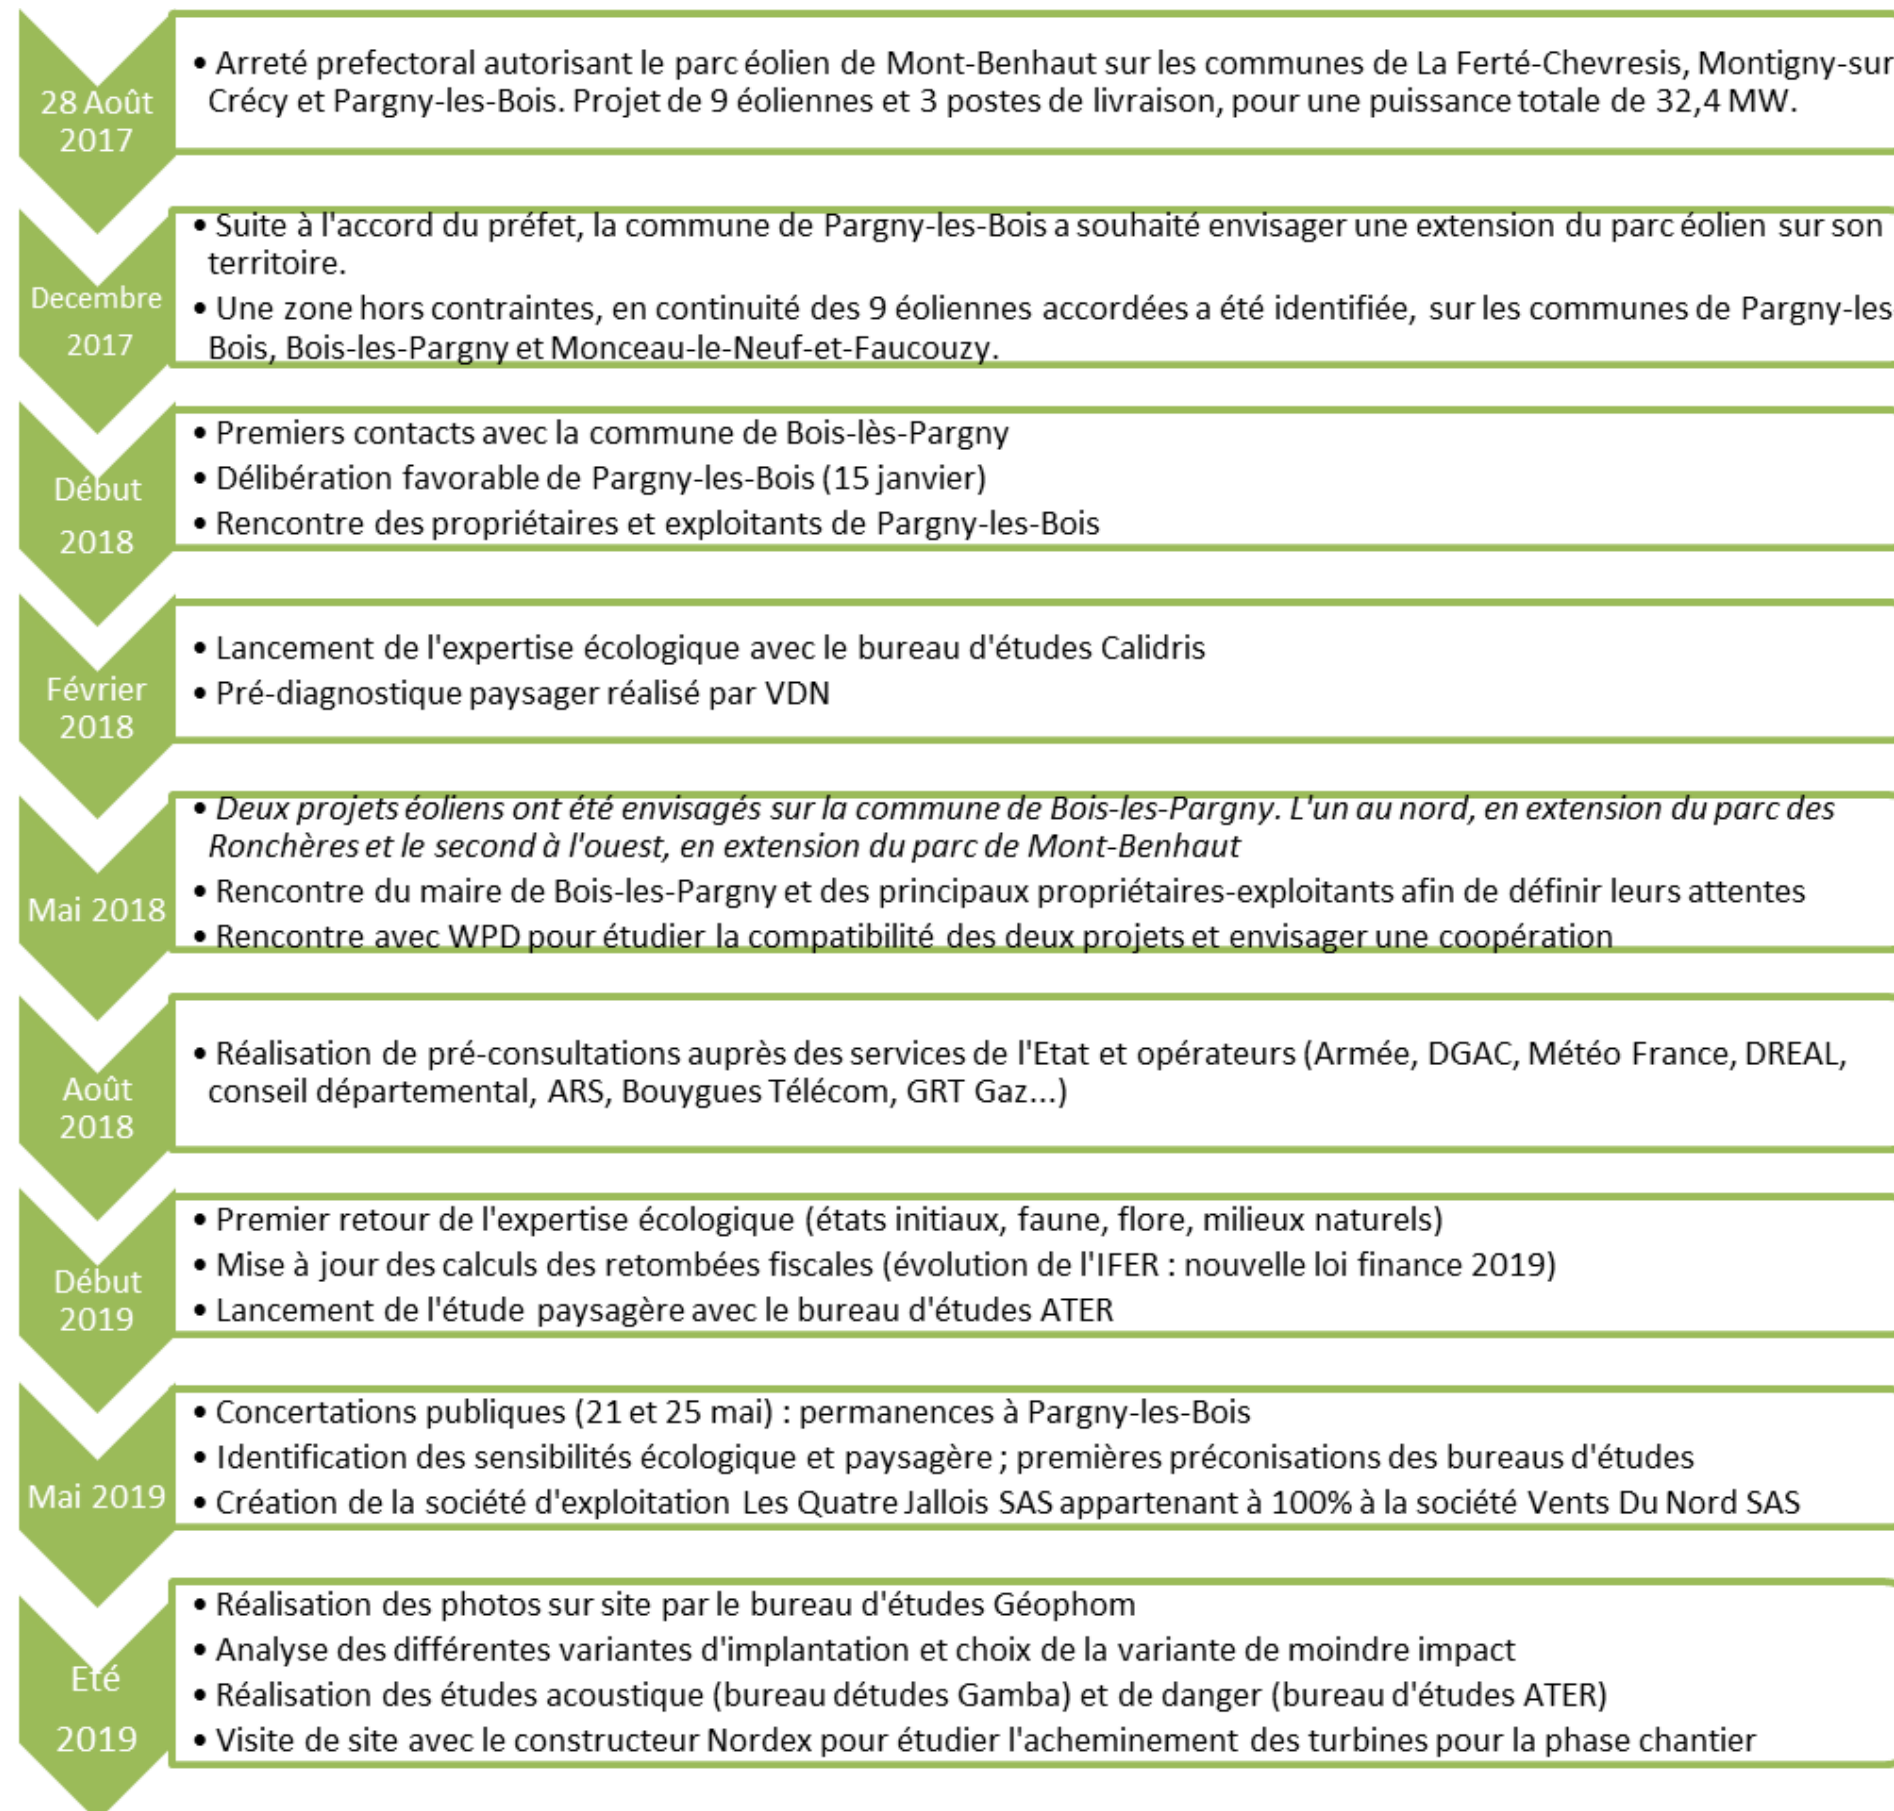 28 Août
2017
• Arreté prefectoral autorisant le parc éolien de Mont-Benhaut sur les communes de La Ferté-Chevresis, Montigny-sur
Crécy et Pargny-les-Bois. Projet de 9 éoliennes et 3 postes de livraison, pour une puissance totale de 32,4 MW.
Decembre
2017
• Suite à l'accord du préfet, la commune de Pargny-les-Bois a souhaité envisager une extension du parc éolien sur son
territoire.
• Une zone hors contraintes, en continuité des 9 éoliennes accordées a été identifiée, sur les communes de Pargny-les
Bois, Bois-les-Pargny et Monceau-le-Neuf-et-Faucouzy.
Début
2018
• Premiers contacts avec la commune de Bois-lès-Pargny
• Délibération favorable de Pargny-les-Bois (15 janvier)
• Rencontre des propriétaires et exploitants de Pargny-les-Bois
Février
2018
• Lancement de l'expertise écologique avec le bureau d'études Calidris
• Pré-diagnostique paysager réalisé par VDN
Mai 2018
• Deux projets éoliens ont été envisagés sur la commune de Bois-les-Pargny. L'un au nord, en extension du parc des
Ronchères et le second à l'ouest, en extension du parc de Mont-Benhaut
• Rencontre du maire de Bois-les-Pargny et des principaux propriétaires-exploitants afin de définir leurs attentes
• Rencontre avec WPD pour étudier la compatibilité des deux projets et envisager une coopération
Août
2018
• Réalisation de pré-consultations auprès des services de l'Etat et opérateurs (Armée, DGAC, Météo France, DREAL,
conseil départemental, ARS, Bouygues Télécom, GRT Gaz...)
Début
2019
• Premier retour de l'expertise écologique (états initiaux, faune, flore, milieux naturels)
• Mise à jour des calculs des retombées fiscales (évolution de l'IFER : nouvelle loi finance 2019)
• Lancement de l'étude paysagère avec le bureau d'études ATER
Mai 2019
• Concertations publiques (21 et 25 mai) : permanences à Pargny-les-Bois
• Identification des sensibilités écologique et paysagère ; premières préconisations des bureaus d'études
• Création de la société d'exploitation Les Quatre Jallois SAS appartenant à 100% à la société Vents Du Nord SAS
Eté
2019
• Réalisation des photos sur site par le bureau d'études Géophom
• Analyse des différentes variantes d'implantation et choix de la variante de moindre impact
• Réalisation des études acoustique (bureau détudes Gamba) et de danger (bureau d'études ATER)
• Visite de site avec le constructeur Nordex pour étudier l'acheminement des turbines pour la phase chantier